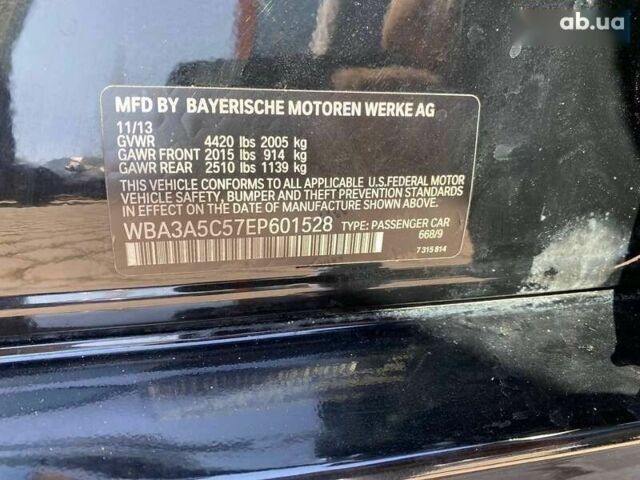 ab.ua
MFD BY BAYERISCHE MOTOREN WERKE AG
11/13
GVWR 4420 lbs 2005 kg
GAWR FRONT 2015 lbs 914 kg
GAWR REAR 2510 lbs 1139 kg
THIS VEHICLE CONFORMS TO ALL APPLICABLE U.S.FEDERAL MOTOR
VEHICLE SAFETY, BUMPER AND THEFT PREVENTION STANDARDS
IN EFFECT ON THE DATE OF MANUFACTURE SHOWN ABOVE.
WBA3A5C57EP601528 TYPE: PASSENGER CAR
668/9
7 315 814